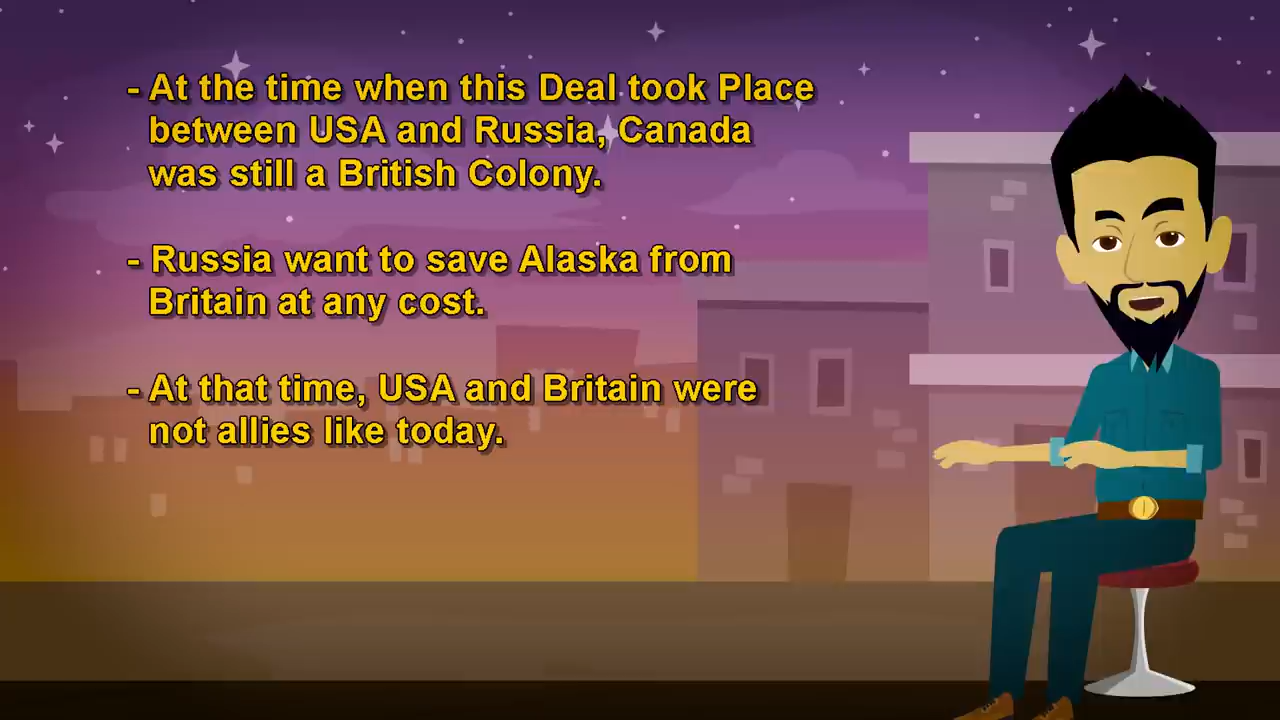 - At the time when this Deal took Place
between USA and Russia, Canada
was still a British Colony.
- Russia want to save Alaska from
Britain at any cost.
- At that time, USA and Britain were
not allies like today.